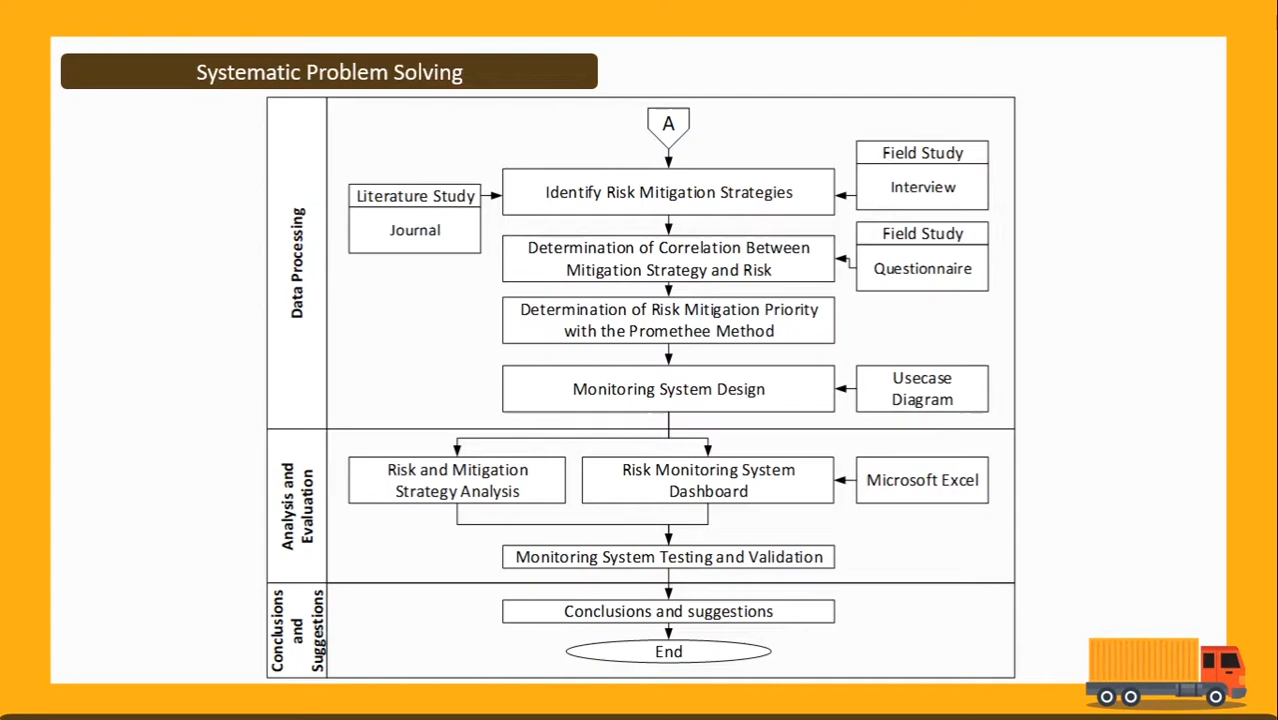 Systematic Problem Solving
Data Processing
A
Identify Risk Mitigation Strategies
Literature Study
Journal
Field Study
Interview
Determination of Correlation Between
Mitigation Strategy and Risk
Field Study
Questionnaire
Determination of Risk Mitigation Priority
with the Promethee Method
Monitoring System Design
Usecase
Diagram
Analysis and
Evaluation
Risk and Mitigation
Strategy Analysis
Risk Monitoring System
Dashboard
Microsoft Excel
Monitoring System Testing and Validation
Conclusions
and
Suggestions
Conclusions and suggestions
End